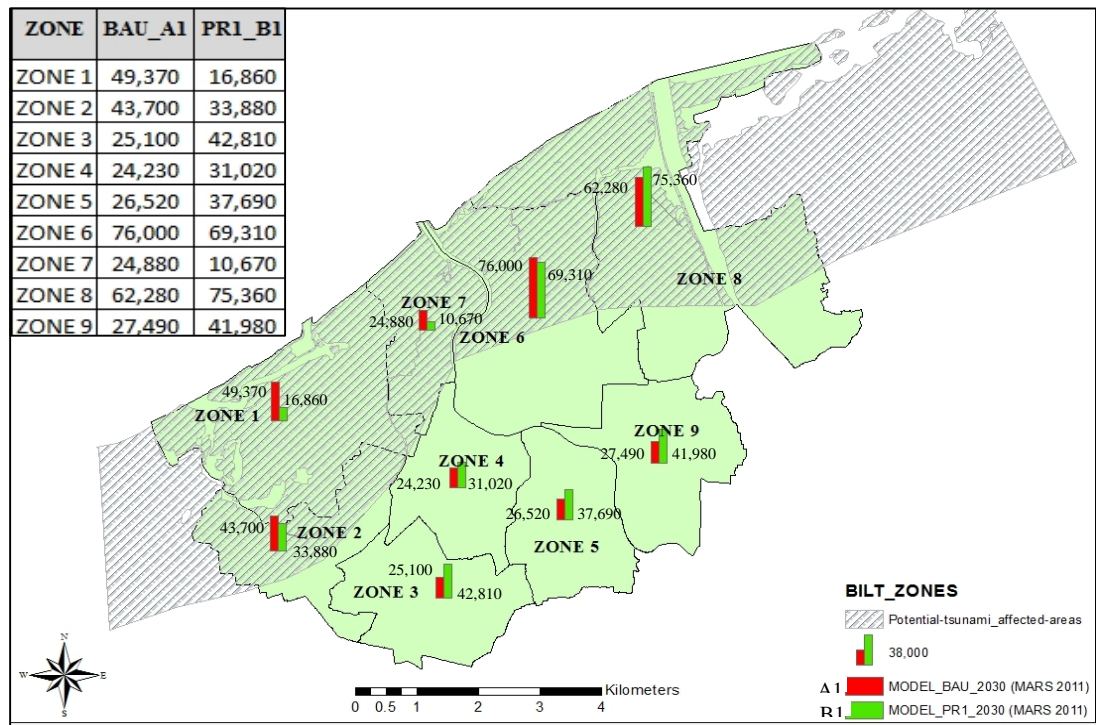 ZONE BAU_A1 PR1_B1
ZONE 1 49,370 16,860
ZONE 2 43,700 33,880
ZONE 3 25,100 42,810
ZONE 4 24,230 31,020
ZONE 5 26,520 37,690
ZONE 6 76,000 69,310
ZONE 7 24,880 10,670
ZONE 8 62,280 75,360
ZONE 9 27,490 41,980
62,280 75,360
ZONE 8
76,000 69,310
ZONE 6
ZONE 7
24,880 10,670
49,370 16,860
ZONE 1
ZONE 9
27,490 41,980
ZONE 4
24,230 31,020
26,520 37,690
ZONE 5
43,700 ZONE 2
33,880
25,100
ZONE 3 42,810
BILT_ZONES
Potential-tsunami_affected-areas
38,000
A1 MODEL_BAU_2030 (MARS 2011)
B1 MODEL_PR1_2030 (MARS 2011)
N
W E
S
Kilometers
0 0.5 1 2 3 4